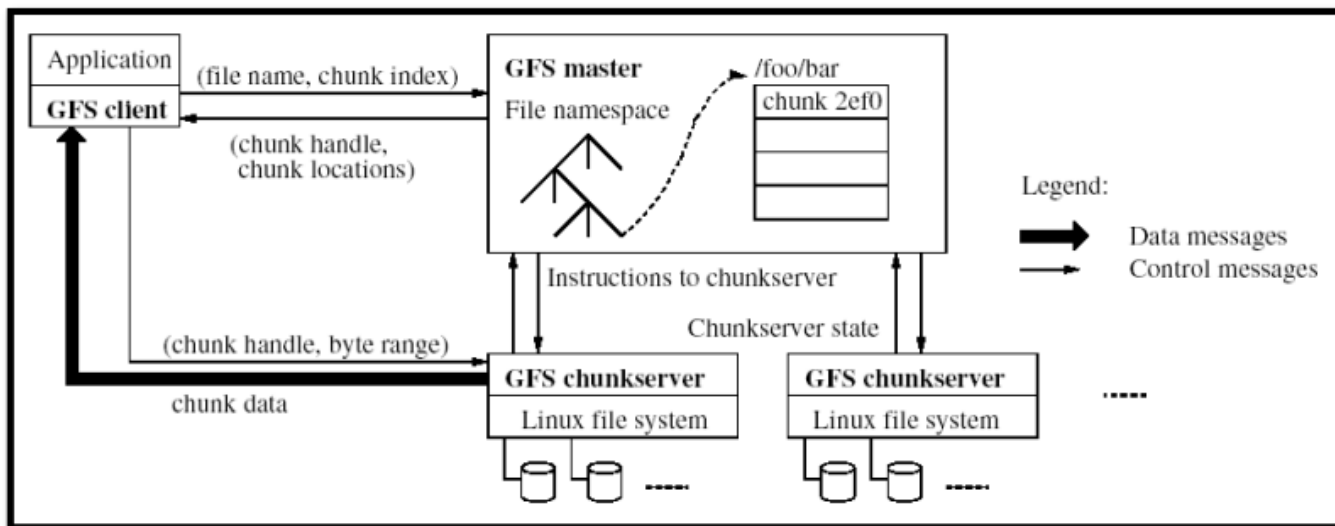 Application
GFS client
(file name, chunk index)
(chunk handle,
chunk locations)
GFS master
File namespace
/foo/bar
chunk 2ef0
Legend:
Data messages
Control messages
Instructions to chunkserver
Chunkserver state
(chunk handle, byte range)
chunk data
GFS chunkserver
Linux file system
GFS chunkserver
Linux file system